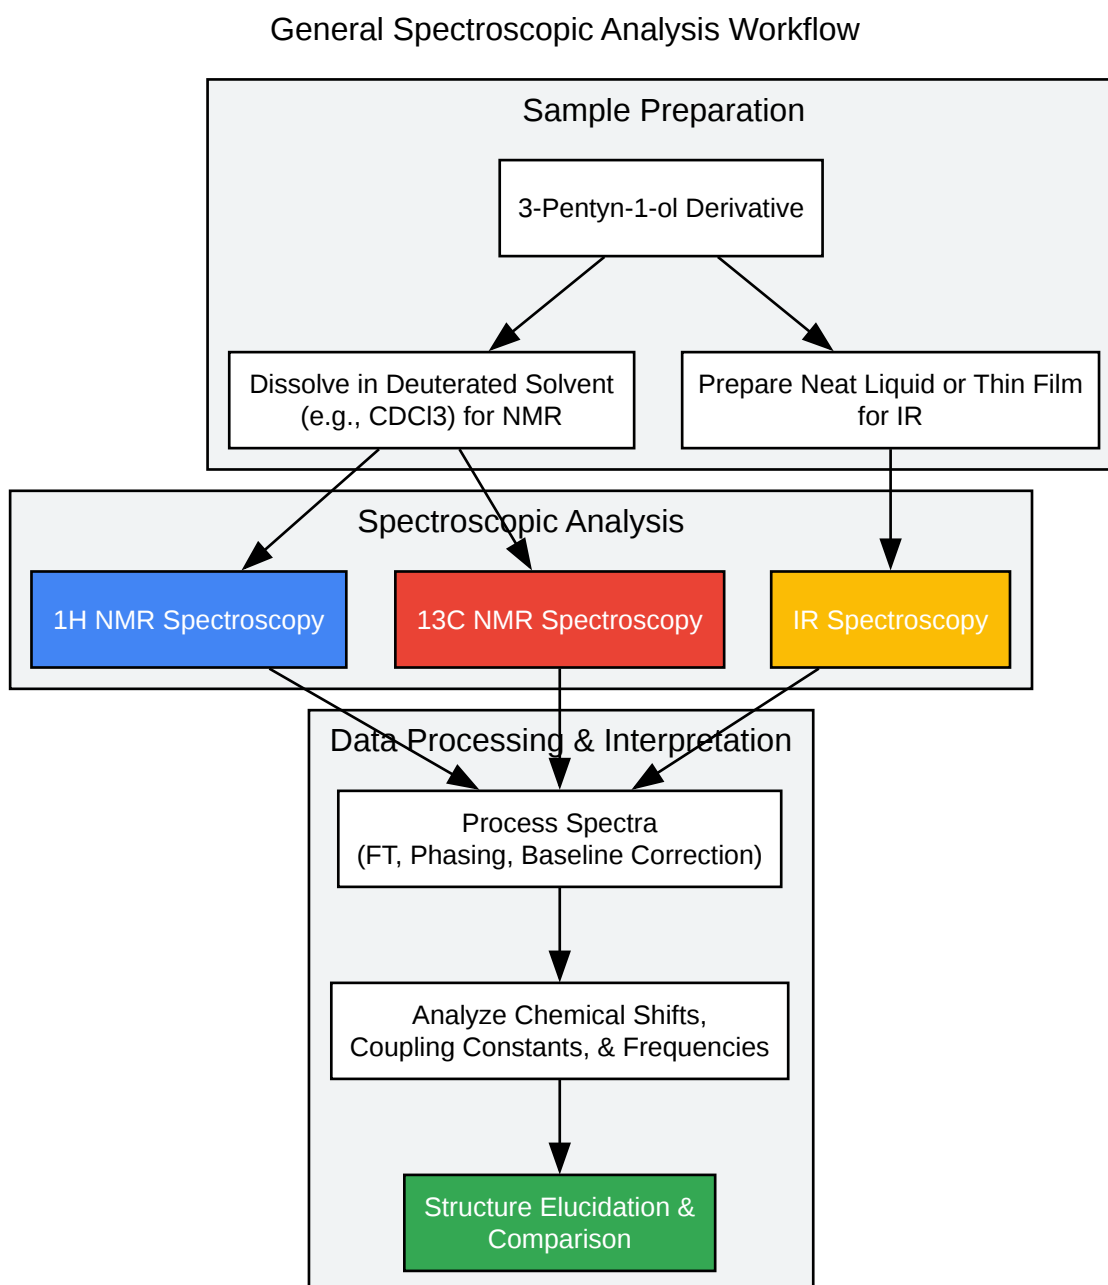 General Spectroscopic Analysis Workflow
Sample Preparation
3-Pentyn-1-ol Derivative
Dissolve in Deuterated Solvent
(e.g., CDCl3) for NMR
Prepare Neat Liquid or Thin Film
for IR
Spectroscopic Analysis
1H NMR Spectroscopy
13C NMR Spectroscopy
IR Spectroscopy
Data Processing & Interpretation
Process Spectra
(FT, Phasing, Baseline Correction)
Analyze Chemical Shifts,
Coupling Constants, & Frequencies
Structure Elucidation &
Comparison